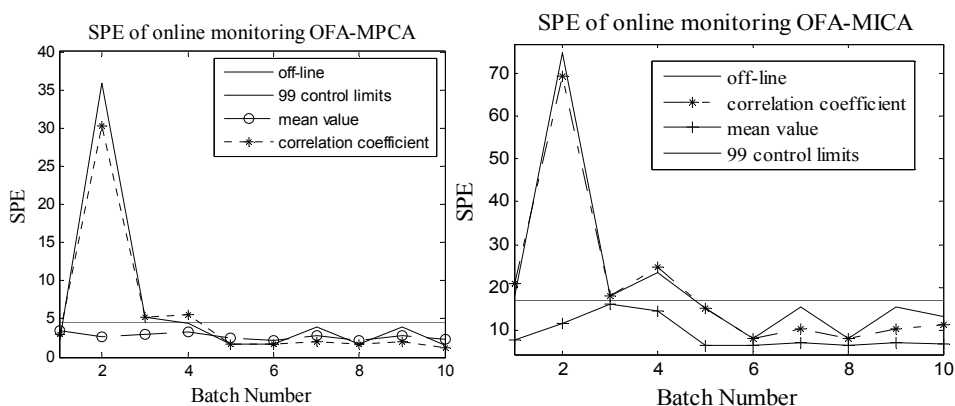 SPE of online monitoring OFA-MPCA
40
35
30
25
20
15
10
5
0
SPE
off-line
99 control limits
mean value
correlation coefficient
2
4
6
8
10
Batch Number
SPE of online monitoring OFA-MICA
70
60
50
40
30
20
10
SPE
off-line
correlation coefficient
mean value
99 control limits
2
4
6
8
10
Batch Number